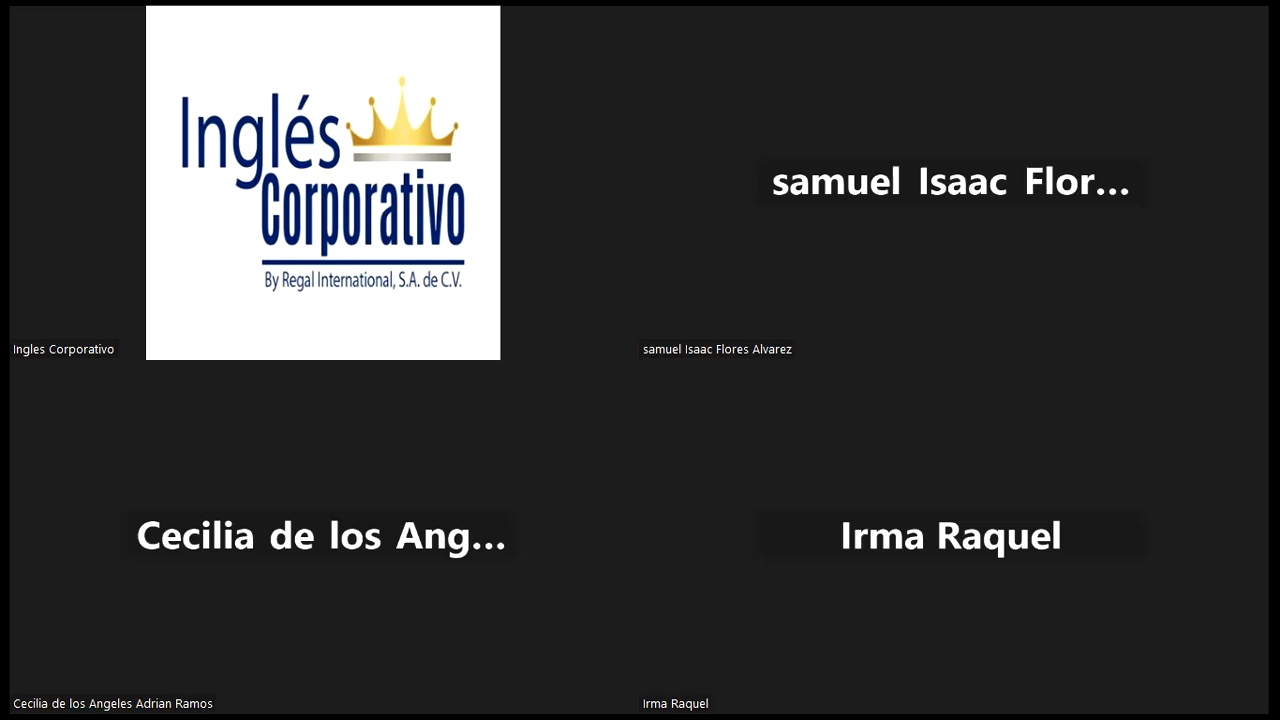 Inglés
Corporativo
By Regal International, S.A. de C.V.
Ingles Corporativo
samuel Isaac Flor...
samuel Isaac Flores Alvarez
Cecilia de los Ang...
Cecilia de los Angeles Adrian Ramos
Irma Raquel
Irma Raquel